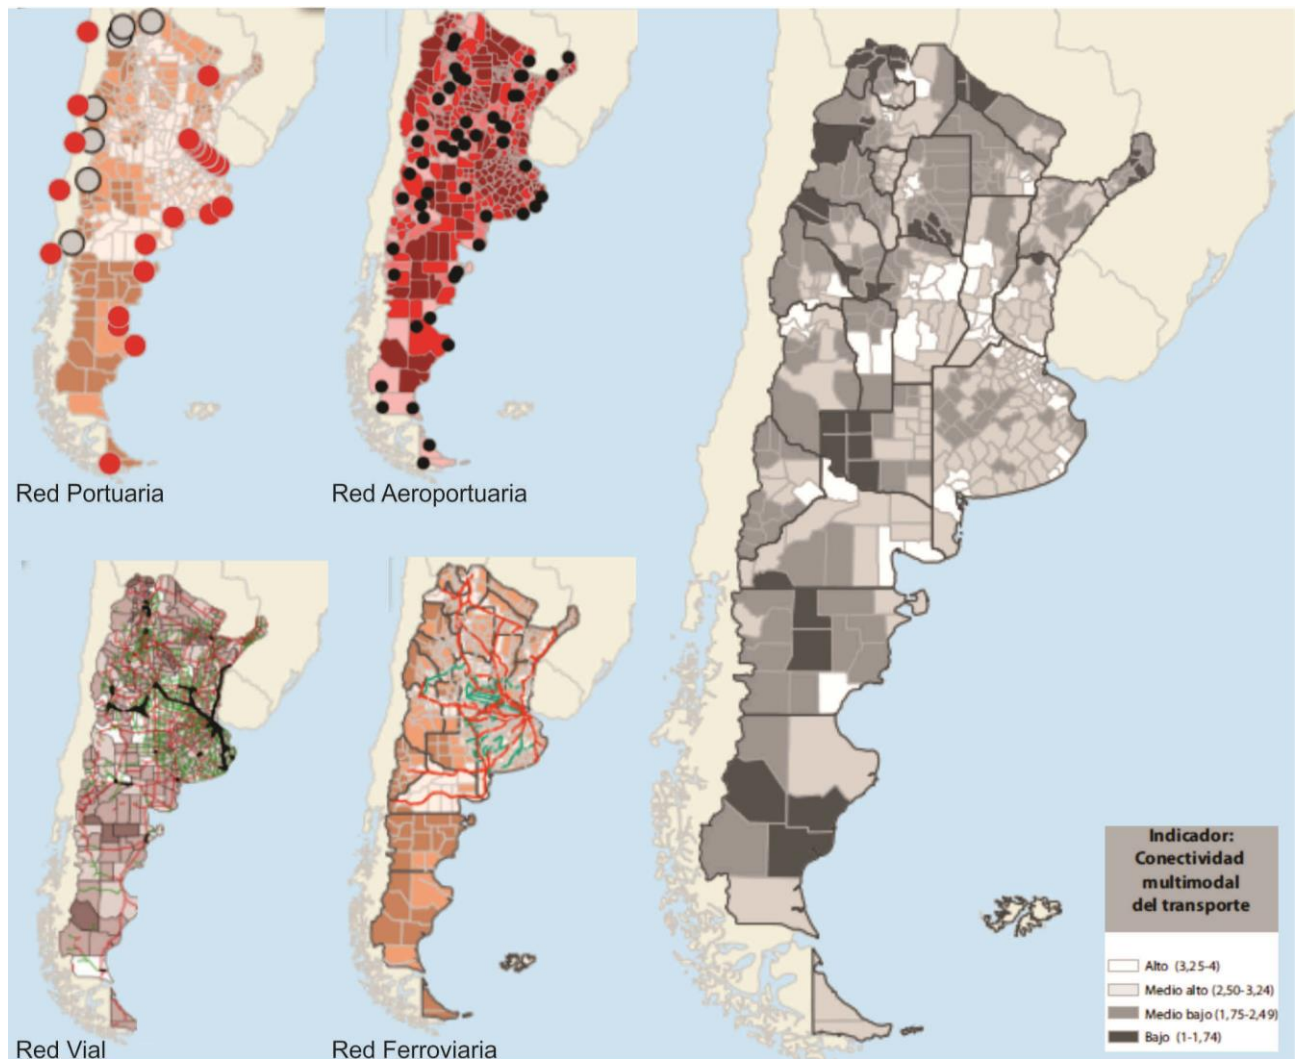 Red Portuaria
Red Aeroportuaria
Red Vial
Red Ferroviaria
Indicador:
Conectividad
multimodal
del transporte
Alto (3,25-4)
Medio alto (2,50-3,24)
Medio bajo (1,75-2,49)
Bajo (1-1,74)